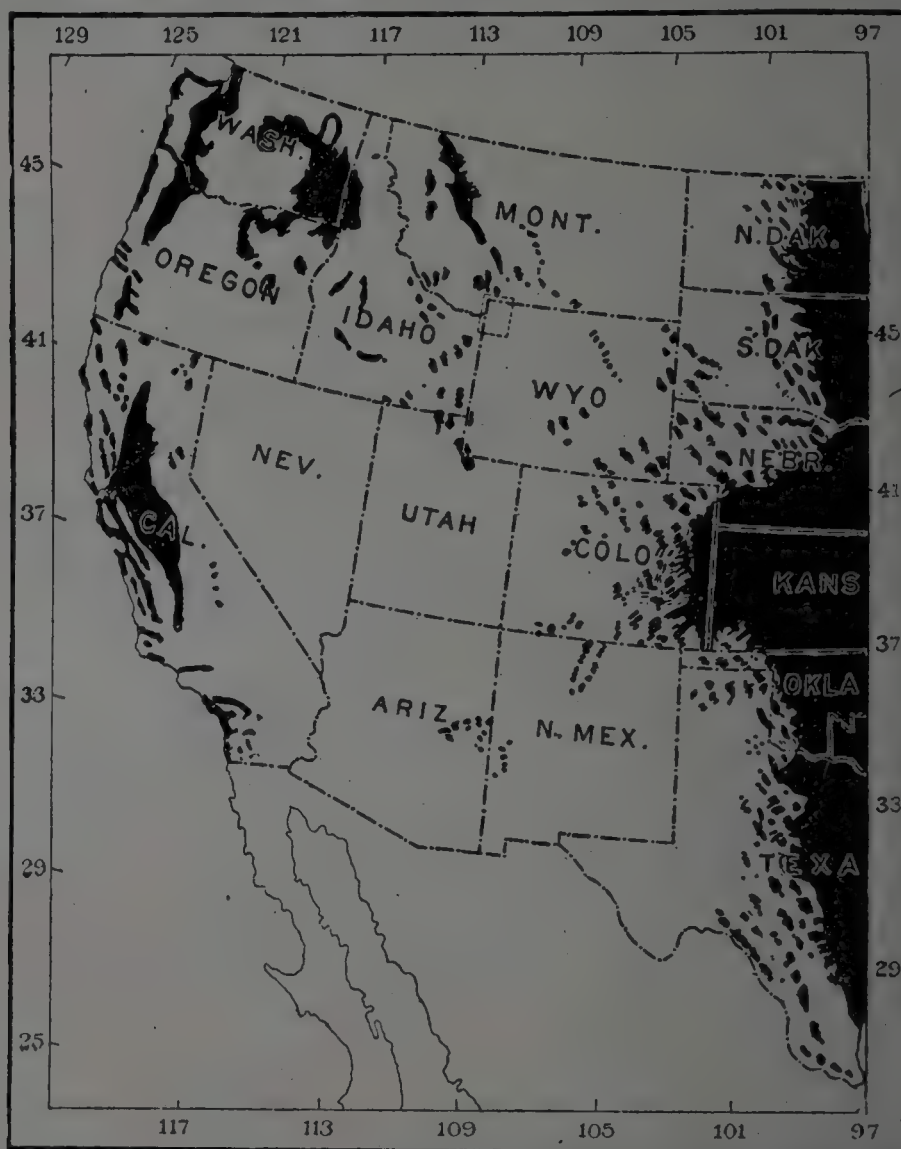 129 125 121 117 113 109 105 101 97
WASH.
45
MONT.
N.DAK.
OREGON
IDAHO
41
S.DAK
45
WYO
NEV.
NEBR.
41
UTAH
37
CAL.
COLO
KANS
37
33
ARIZ
N. MEX.
OKLA
33
29
TEXA
29
25
117 113 109 105 101 97